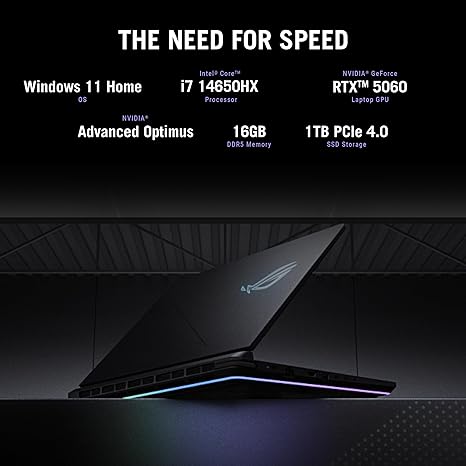 THE NEED FOR SPEED
Windows 11 Home
OS
Intel® Core™
i7 14650HX
Processor
NVIDIA® GeForce
RTX™ 5060
Laptop GPU
NVIDIA®
Advanced Optimus
16GB
DDR5 Memory
1TB PCIe 4.0
SSD Storage